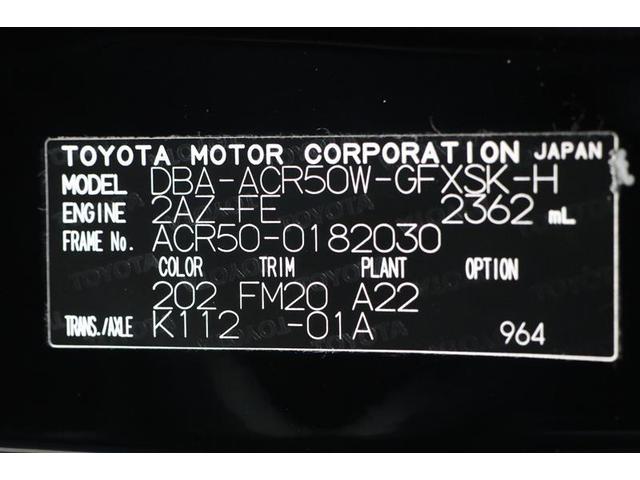 TOYOTA MOTOR CORPORATION JAPAN
MODEL DBA-ACR50W-GFXSK-H
ENGINE 2AZ-FE 2362 mL
FRAME No. ACR50-0182030
COLOR TRIM PLANT OPTION
202 FM20 A22
TRANS./AXLE K112 -01A 964